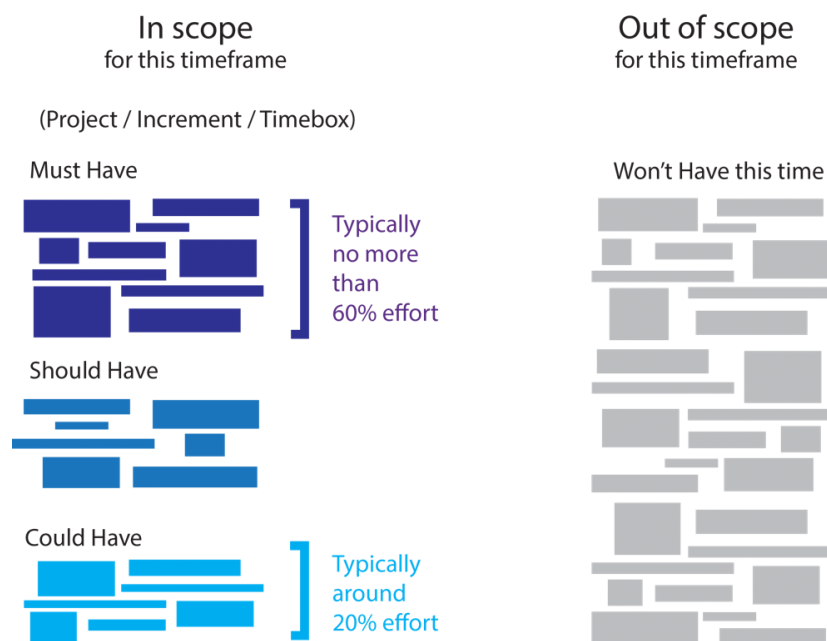 In scope
for this timeframe
(Project / Increment / Timebox)
Must Have
Typically
no more
than
60% effort
Should Have
Could Have
Typically
around
20% effort
Out of scope
for this timeframe
Won't Have this time